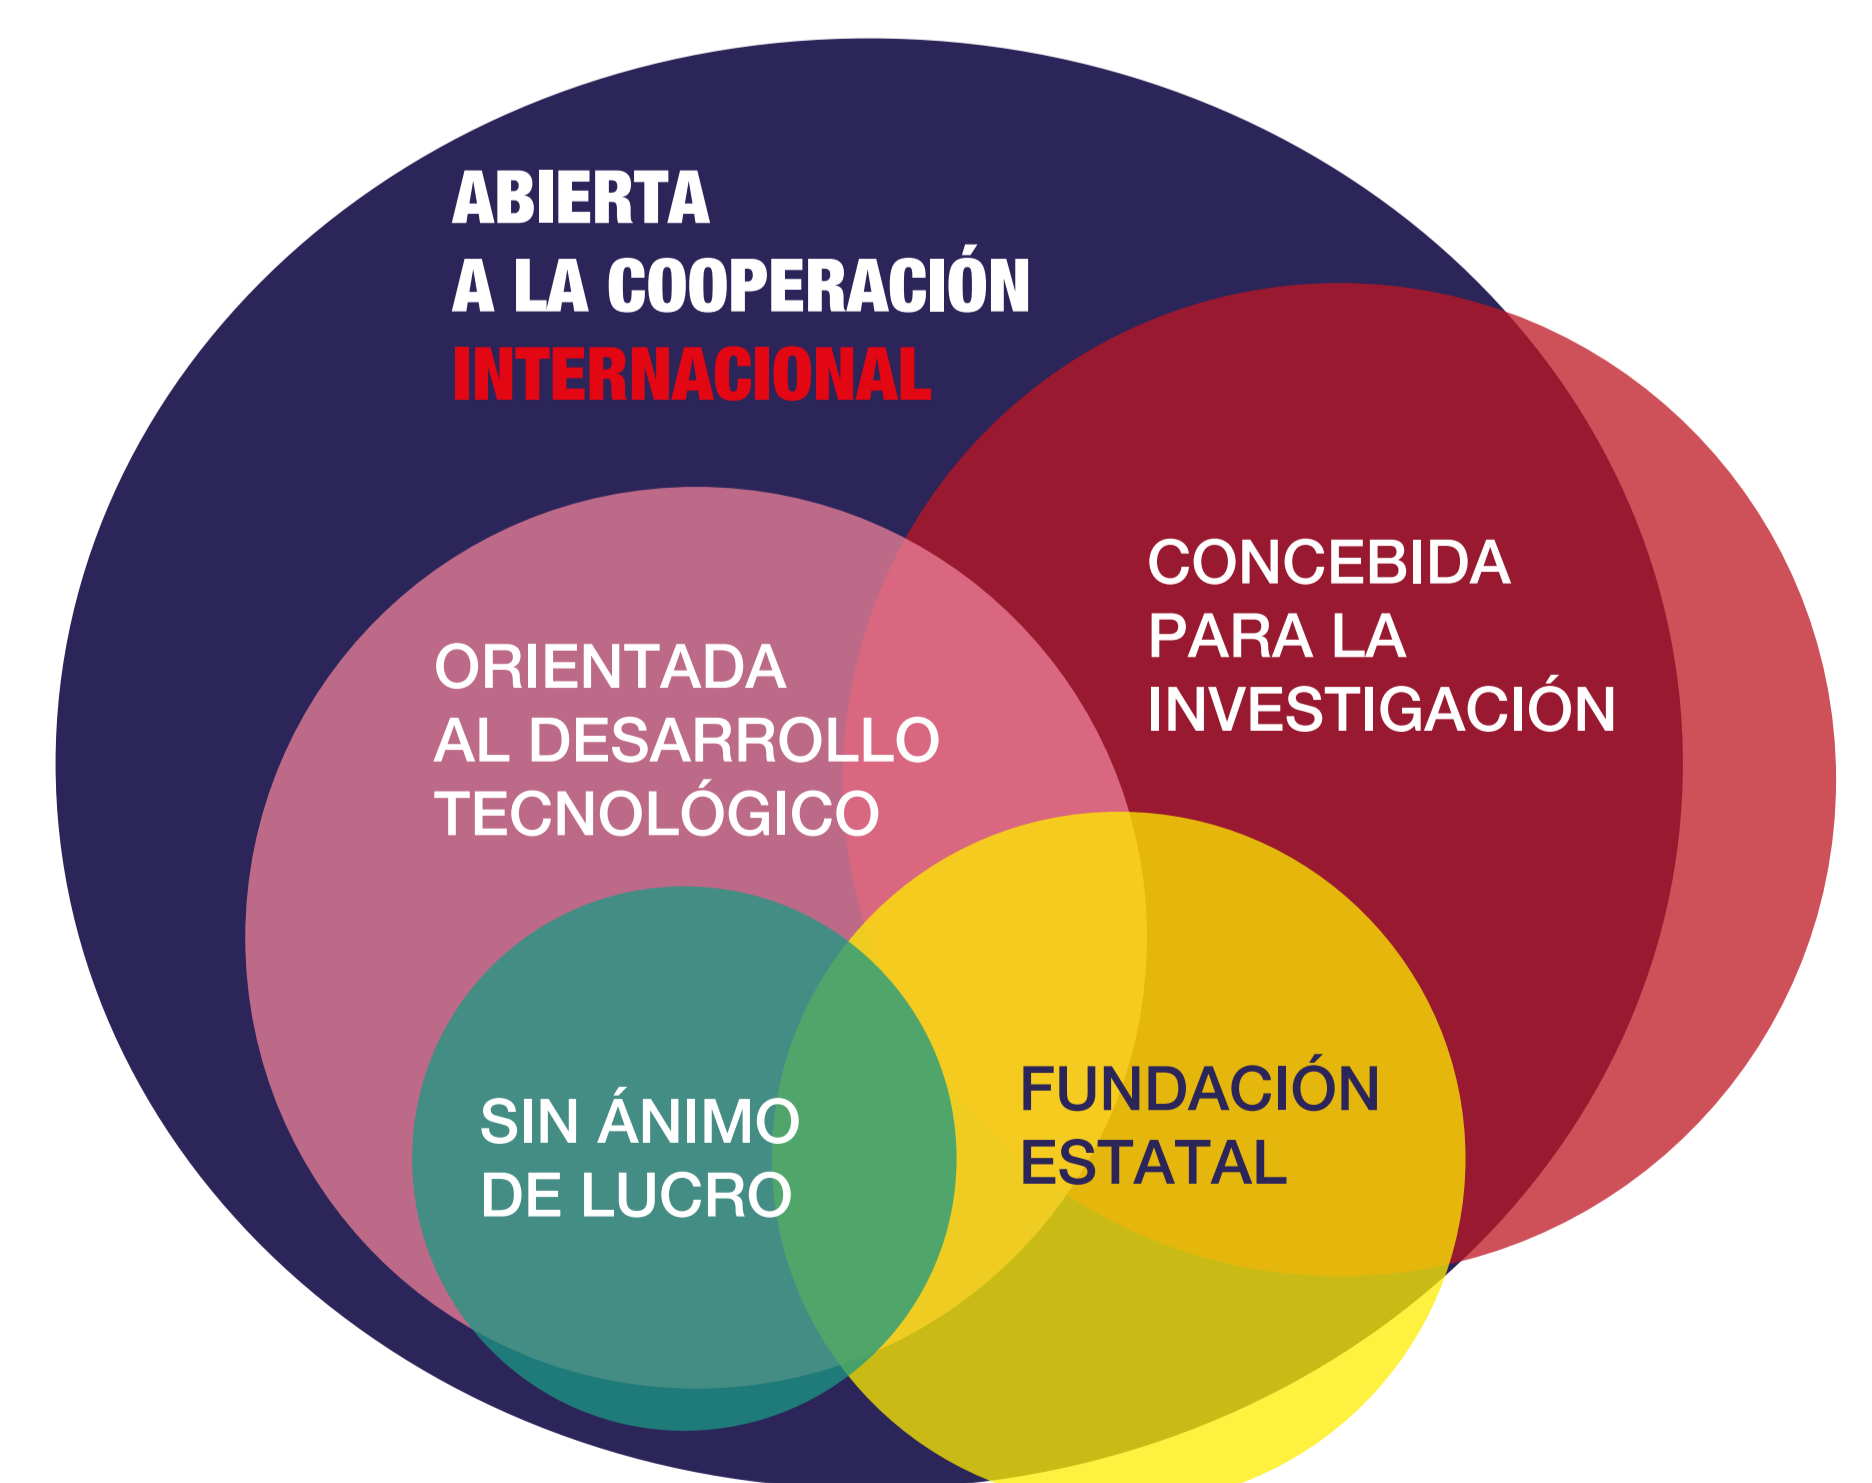 ABIERTA
A LA COOPERACIÓN
INTERNACIONAL
CONCEBIDA
PARA LA
INVESTIGACIÓN
ORIENTADA
AL DESARROLLO
TECNOLÓGICO
FUNDACIÓN
ESTATAL
SIN ÁNIMO
DE LUCRO